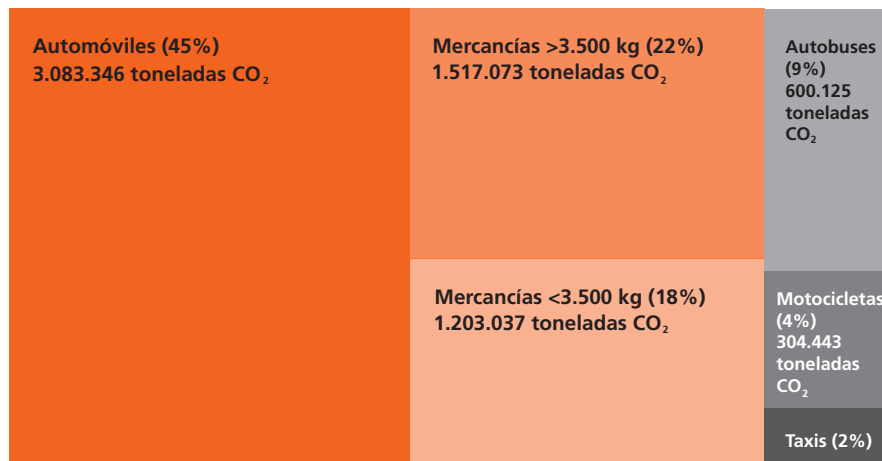 Automóviles (45%)
3.083.346 toneladas CO₂
Mercancías >3.500 kg (22%)
1.517.073 toneladas CO₂
Mercancías <3.500 kg (18%)
1.203.037 toneladas CO₂
Autobuses
(9%)
600.125
toneladas
CO₂
Motocicletas
(4%)
304.443
toneladas
CO₂
Taxis (2%)